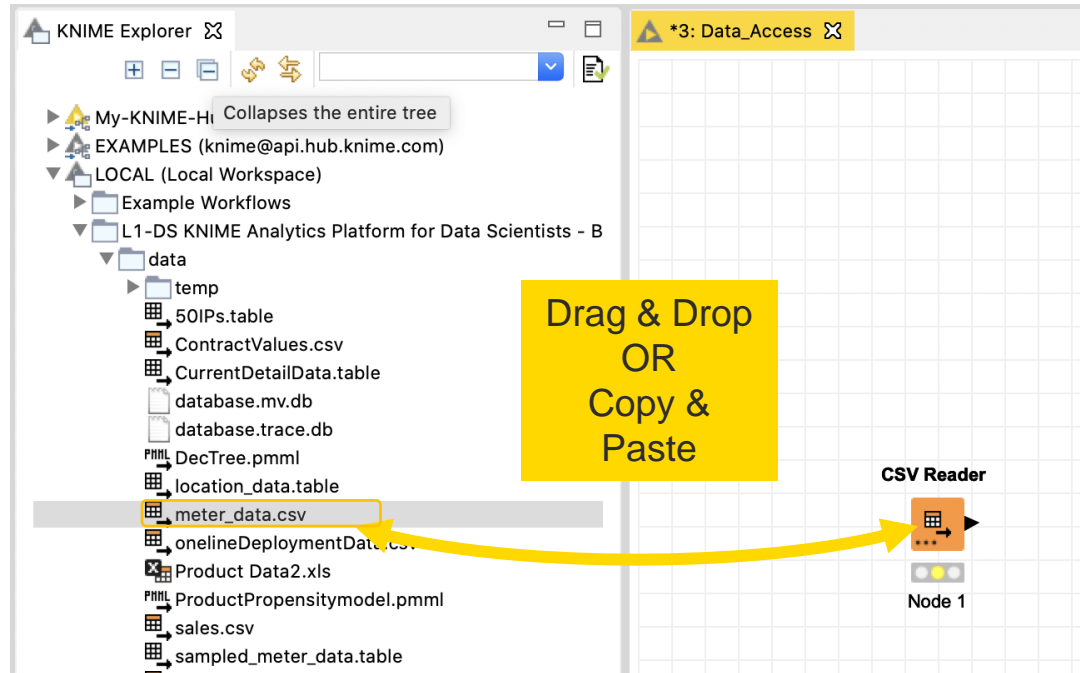 KNIME Explorer
*3: Data_Access
Collapses the entire tree
My-KNIME-Hu
EXAMPLES (knime@api.hub.knime.com)
LOCAL (Local Workspace)
Example Workflows
L1-DS KNIME Analytics Platform for Data Scientists - B
data
temp
50IPs.table
ContractValues.csv
CurrentDetailData.table
database.mv.db
database.trace.db
PMML DecTree.pmml
location_data.table
meter_data.csv
onelineDeploymentData.csv
X Product Data2.xls
PMML ProductPropensitymodel.pmml
sales.csv
sampled_meter_data.table
Drag & Drop
OR
Copy &
Paste
CSV Reader
Node 1